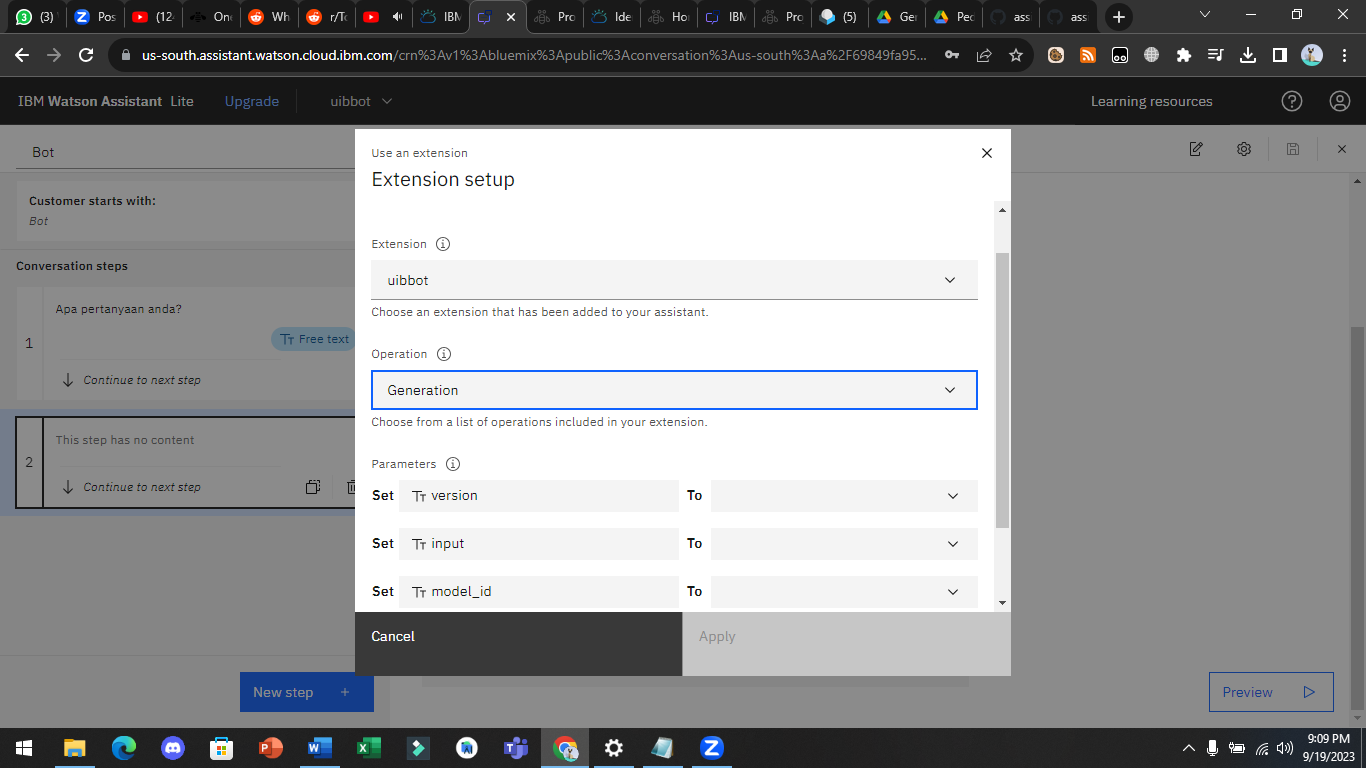 (3)
Pos
(12
On
Wh
r/To
IBM
Pro
Ide
Ho
IBM
Pro
(5)
Ger
Ped
ass
ass
us-south.assistant.watson.cloud.ibm.com/crn%3Av1%3Abluemix%3Apublic%3Aconversation%3Aus-south%3Aa%2F69849fa95...
IBM Watson Assistant Lite
Upgrade
uibbot
Learning resources
Bot
Customer starts with:
Bot
Conversation steps
1
Apa pertanyaan anda?
Free text
Continue to next step
2
This step has no content
Continue to next step
New step +
Use an extension
Extension setup
Extension
uibbot
Choose an extension that has been added to your assistant.
Operation
Generation
Choose from a list of operations included in your extension.
Parameters
Set version To
Set input To
Set model_id To
Cancel
Apply
Preview
9:09 PM
9/19/2023